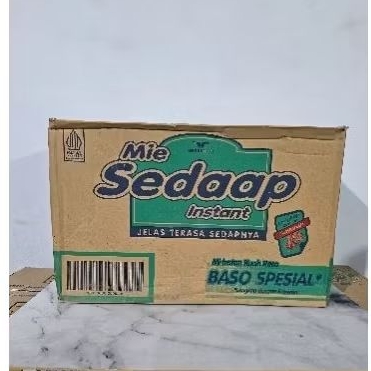 Mie
Sedaap
Instant
JELAS TERASA SEDAPNYA
BASO SPESIAL